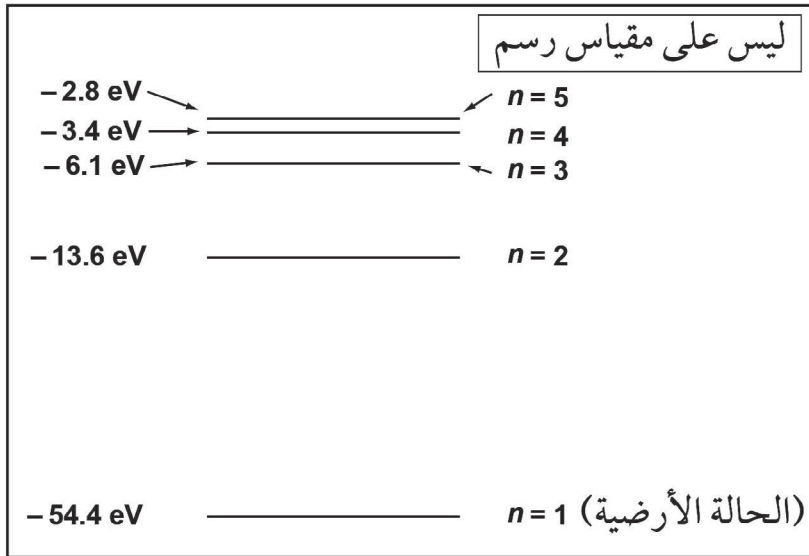 ليس على مقياس رسم
– 2.8 eV n = 5
– 3.4 eV n = 4
– 6.1 eV n = 3
– 13.6 eV n = 2
– 54.4 eV n = 1 (الحالة الأرضية)